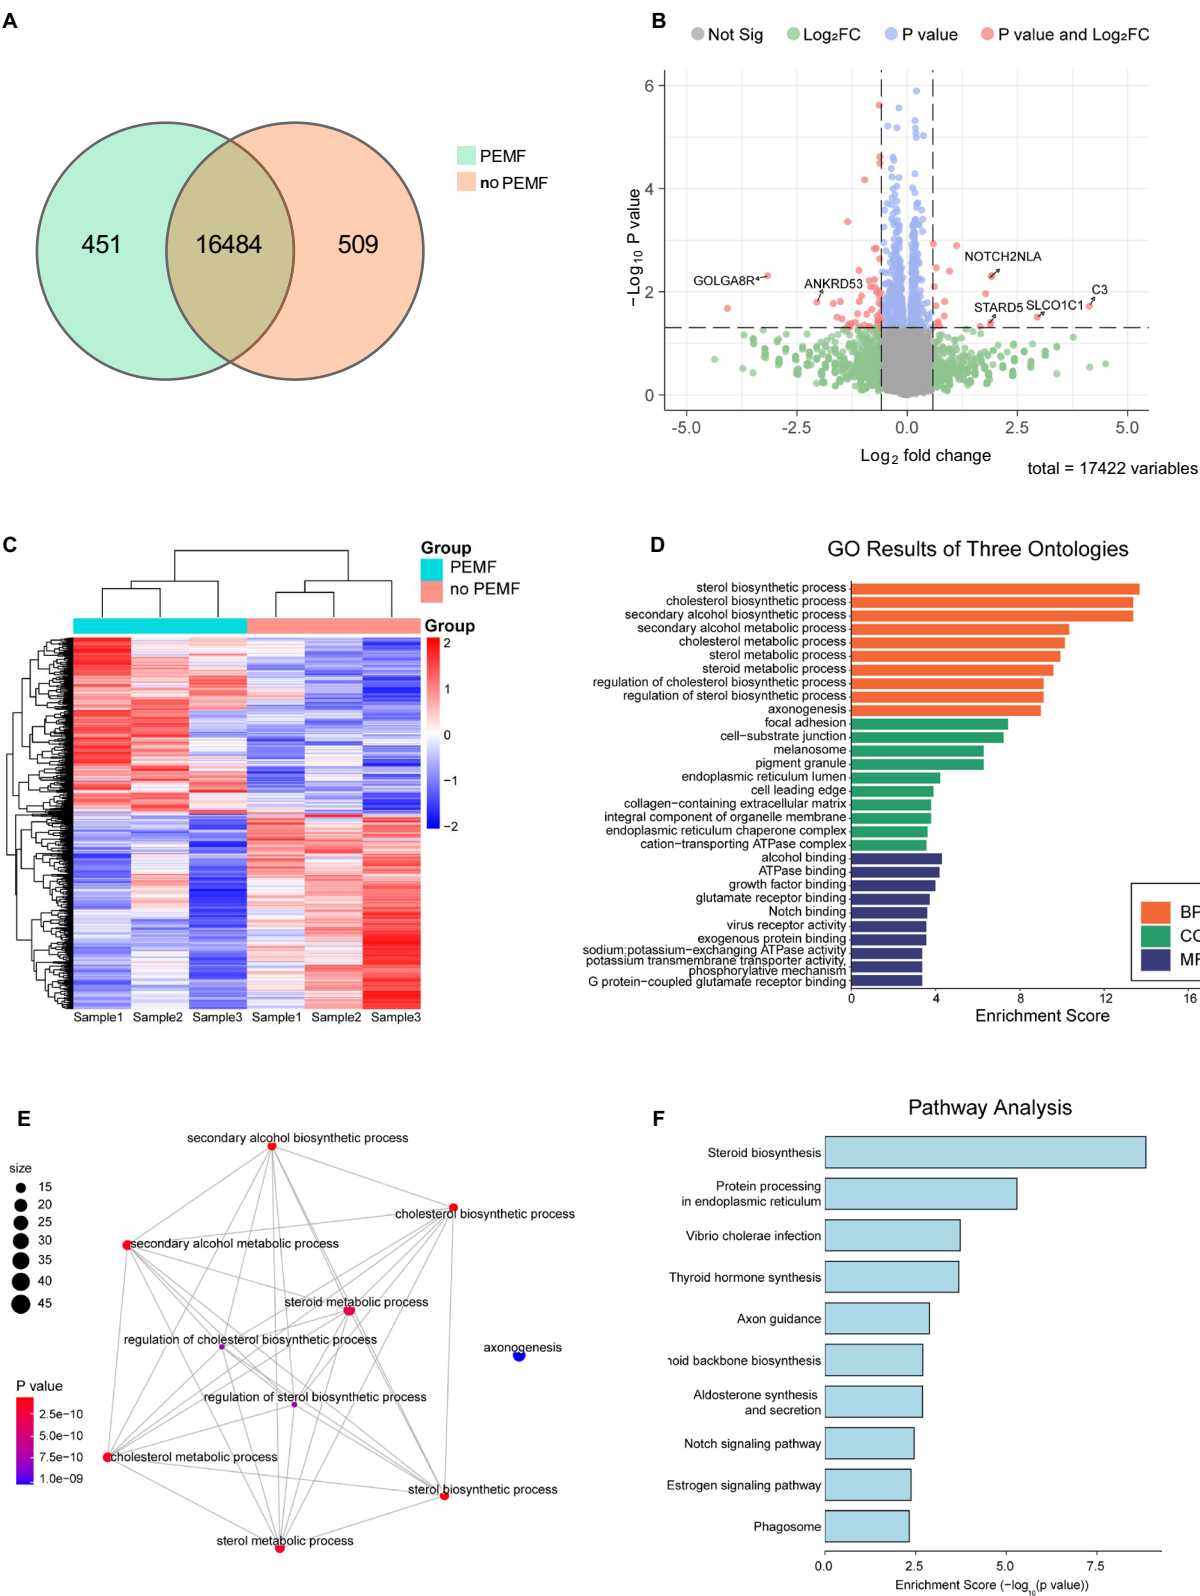 A
PEMF
no PEMF
451
16484
509
B
Not Sig
Log₂FC
P value
P value and Log₂FC
−Log₁₀ P value
6
4
2
0
GOLGA8R
ANKRD53
NOTCH2NLA
STARD5
SLCO1C1
C3
-5.0
-2.5
0.0
2.5
5.0
Log₂ fold change
total = 17422 variables
C
Group
PEMF
no PEMF
Group
2
1
0
−1
−2
Sample1
Sample2
Sample3
Sample1
Sample2
Sample3
D
GO Results of Three Ontologies
sterol biosynthetic process
cholesterol biosynthetic process
secondary alcohol biosynthetic process
secondary alcohol metabolic process
cholesterol metabolic process
sterol metabolic process
steroid metabolic process
regulation of cholesterol biosynthetic process
regulation of sterol biosynthetic process
axonogenesis
focal adhesion
cell−substrate junction
melanosome
pigment granule
endoplasmic reticulum lumen
cell leading edge
collagen−containing extracellular matrix
integral component of organelle membrane
endoplasmic reticulum chaperone complex
cation−transporting ATPase complex
alcohol binding
ATPase binding
growth factor binding
glutamate receptor binding
Notch binding
virus receptor activity
exogenous protein binding
sodium:potassium−exchanging ATPase activity
potassium transmembrane transporter activity,
phosphorylative mechanism
G protein−coupled glutamate receptor binding
BP
CC
MF
0
4
8
12
16
Enrichment Score
E
size
15
20
25
30
35
40
45
P value
2.5e−10
5.0e−10
7.5e−10
1.0e−09
secondary alcohol biosynthetic process
cholesterol biosynthetic process
secondary alcohol metabolic process
steroid metabolic process
regulation of cholesterol biosynthetic process
axonogenesis
regulation of sterol biosynthetic process
cholesterol metabolic process
sterol biosynthetic process
sterol metabolic process
F
Pathway Analysis
Steroid biosynthesis
Protein processing
in endoplasmic reticulum
Vibrio cholerae infection
Thyroid hormone synthesis
Axon guidance
noid backbone biosynthesis
Aldosterone synthesis
and secretion
Notch signaling pathway
Estrogen signaling pathway
Phagosome
0.0
2.5
5.0
7.5
Enrichment Score (−log₁₀(p value))